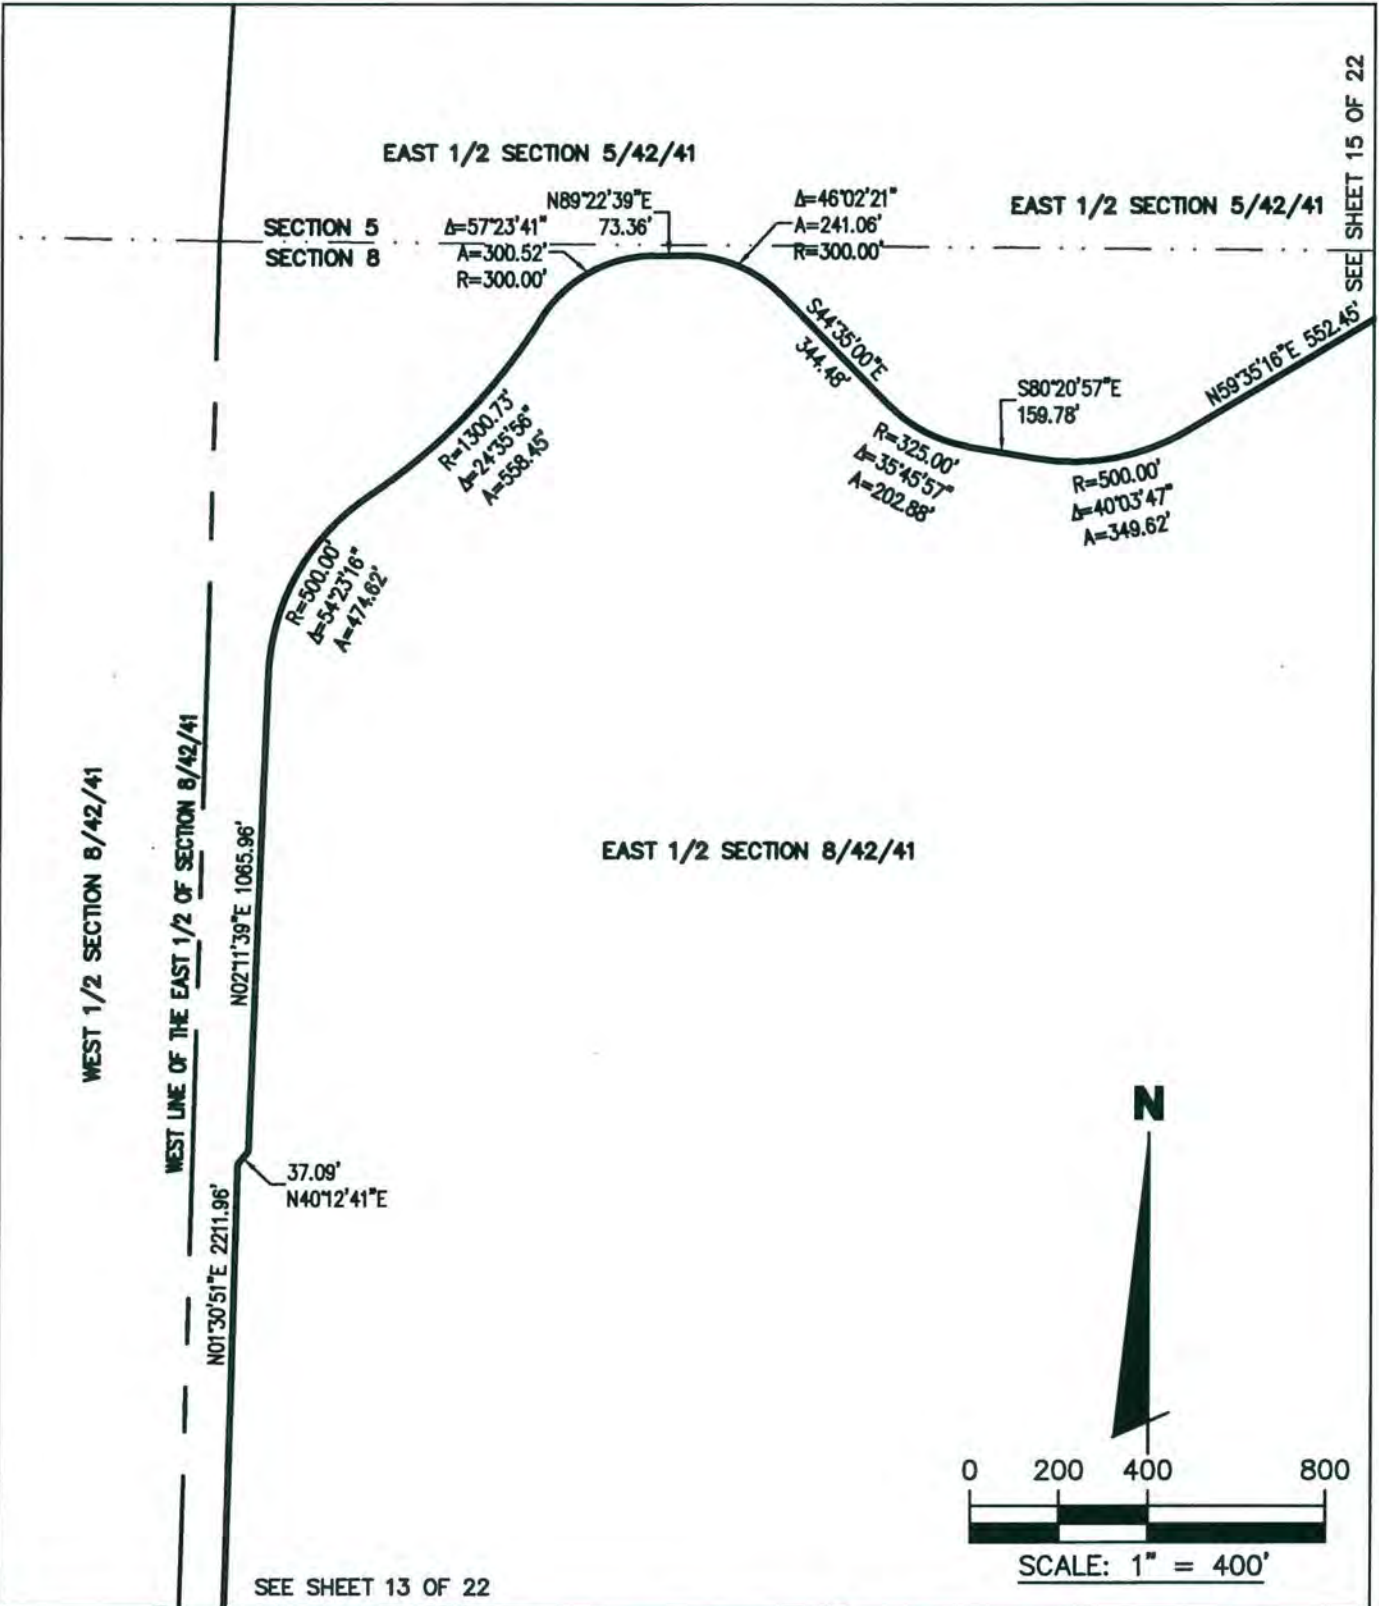 SEE SHEET 15 OF 22
EAST 1/2 SECTION 5/42/41
N89°22'39"E
73.36'
Δ=46°02'21"
A=241.06'
R=300.00'
EAST 1/2 SECTION 5/42/41
SECTION 5
SECTION 8
Δ=57°23'41"
A=300.52'
R=300.00'
S44°35'00"E
344.48'
N59°35'16"E 552.45'
S80°20'57"E
159.78'
R=1300.73'
Δ=24°35'56"
A=558.45'
R=325.00'
Δ=35°45'57"
A=202.88'
R=500.00'
Δ=40°03'47"
A=349.62'
R=500.00'
Δ=54°23'16"
A=474.62'
WEST 1/2 SECTION 8/42/41
WEST LINE OF THE EAST 1/2 OF SECTION 8/42/41
N02°11'39"E 1065.96'
EAST 1/2 SECTION 8/42/41
37.09'
N40°12'41"E
N01°30'51"E 2211.96'
N
0 200 400 800
SCALE: 1" = 400'
SEE SHEET 13 OF 22